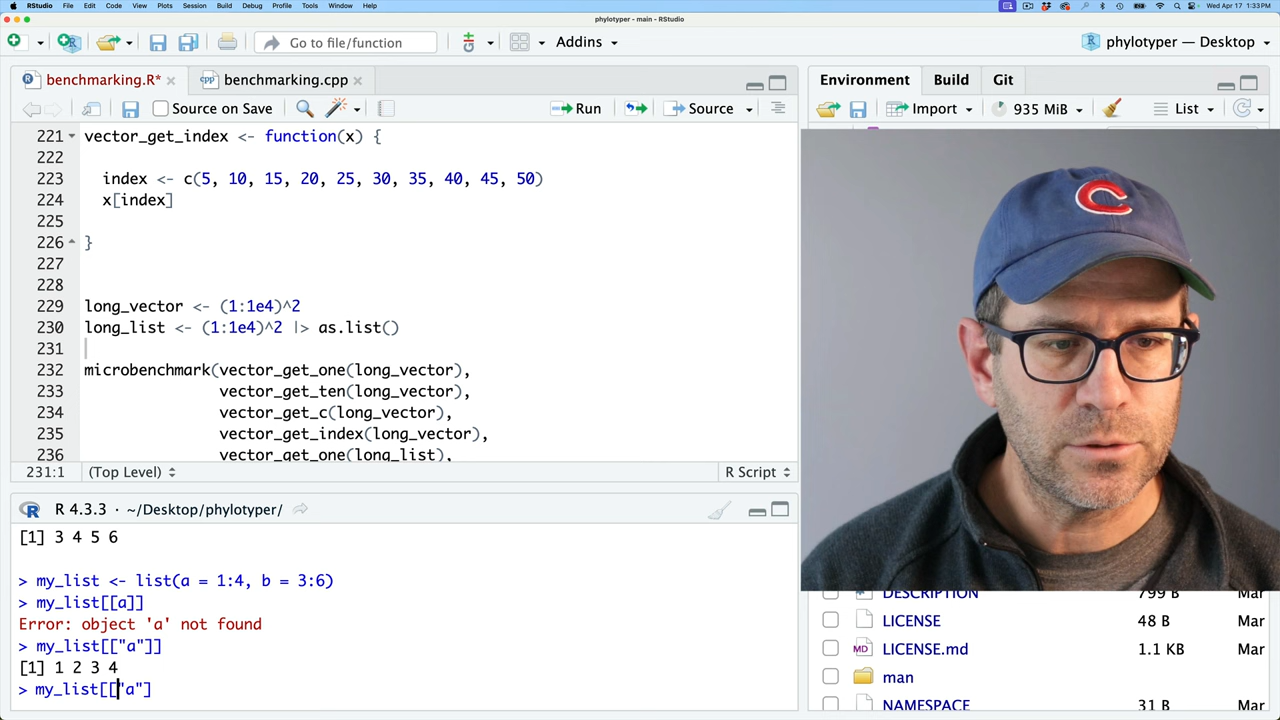 RStudio File Edit Code View Plots Session Build Debug Profile Tools Window Help Wed Apr 17 1:33 PM
phylotyper - main - RStudio
Go to file/function Addins phylotyper — Desktop
benchmarking.R* benchmarking.cpp
Source on Save Run Source
221 vector_get_index <- function(x) {
222
223 index <- c(5, 10, 15, 20, 25, 30, 35, 40, 45, 50)
224 x[index]
225
226 }
227
228
229 long_vector <- (1:1e4)^2
230 long_list <- (1:1e4)^2 |> as.list()
231
232 microbenchmark(vector_get_one(long_vector),
233 vector_get_ten(long_vector),
234 vector_get_c(long_vector),
235 vector_get_index(long_vector),
236 vector_get_one(long_list),
231:1 (Top Level) R Script
R 4.3.3 · ~/Desktop/phylotyper/
[1] 3 4 5 6
> my_list <- list(a = 1:4, b = 3:6)
> my_list[[a]]
Error: object 'a' not found
> my_list[["a"]]
[1] 1 2 3 4
> my_list[["a"]
Environment Build Git
Import 935 MiB List
C
DESCRIPTION 799 B Mar
LICENSE 48 B Mar
LICENSE.md 1.1 KB Mar
man
NAMESPACE 31 B Mar